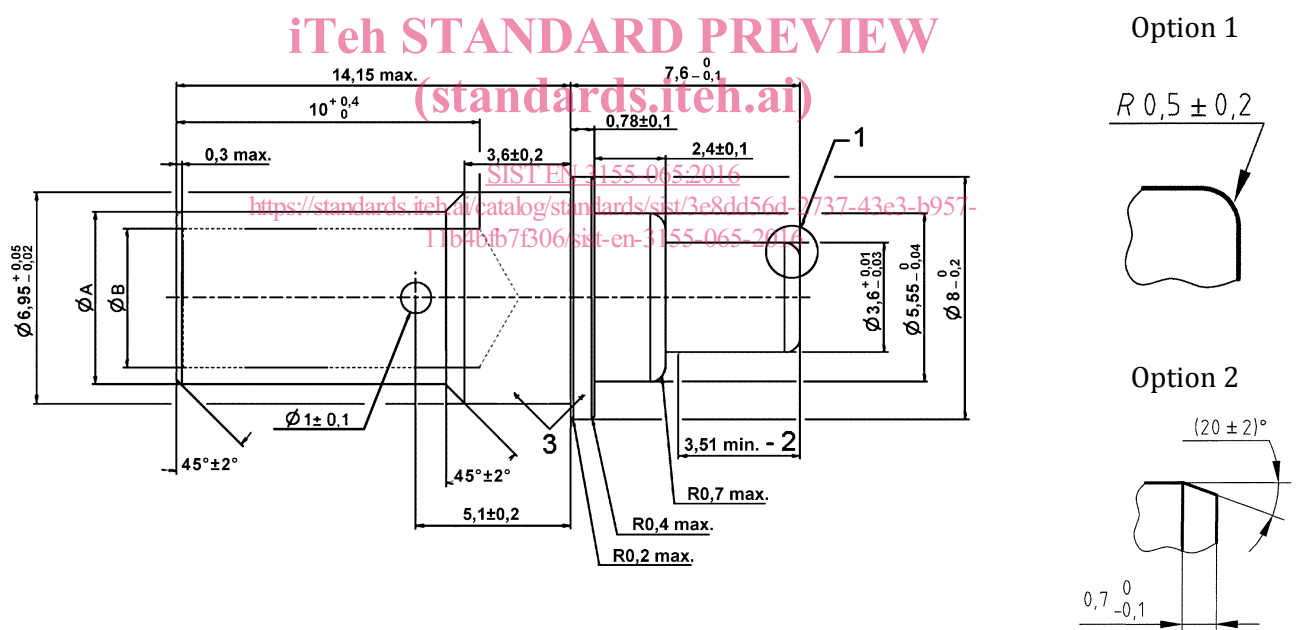 iTeh STANDARD PREVIEW
(standards.iteh.ai)
SIST EN 3155-065:2016
https://standards.iteh.ai/catalog/standards/sist/3e8dd56d-2737-43e3-b957-
11b4bfb7f306/sist-en-3155-065-2016
14,15 max.
7,6 0 -0,1
10 +0,4 0
0,78±0,1
0,3 max.
3,6±0,2
2,4±0,1
1
Ø 6,95 +0,05 -0,02
ØA
ØB
Ø 3,6 +0,01 -0,03
Ø 5,55 0 -0,04
Ø 8 0 -0,2
Ø 1± 0,1
3
3,51 min. - 2
45°±2°
45°±2°
R0,7 max.
5,1±0,2
R0,4 max.
R0,2 max.
Option 1
R 0,5 ± 0,2
Option 2
(20 ± 2)°
0,7 0 -0,1